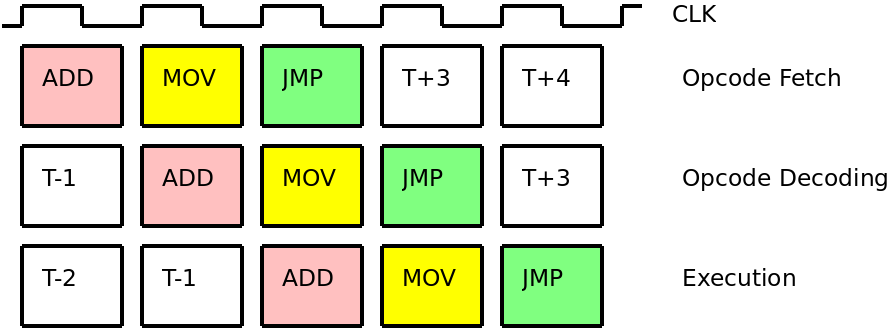 CLK
ADD MOV JMP T+3 T+4 Opcode Fetch
T-1 ADD MOV JMP T+3 Opcode Decoding
T-2 T-1 ADD MOV JMP Execution